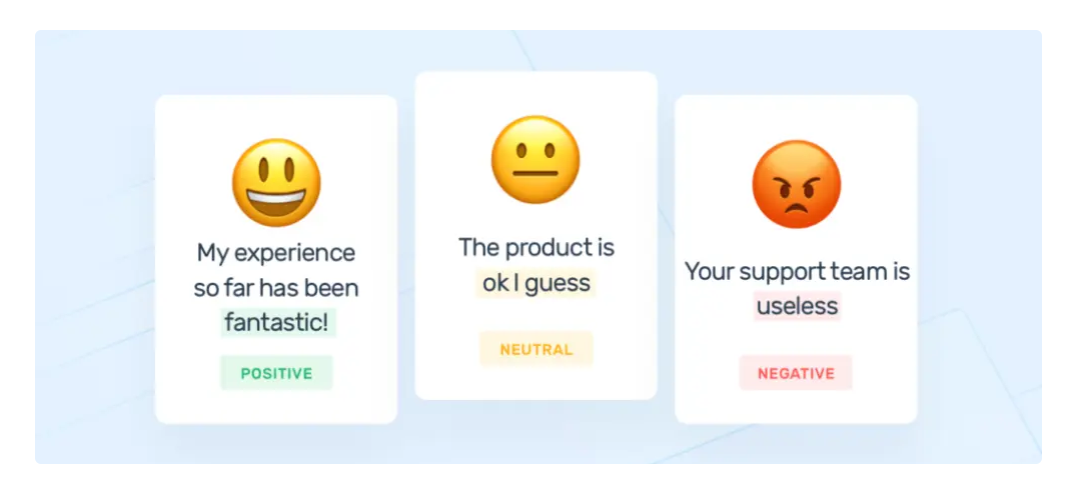 My experience
so far has been
fantastic!
POSITIVE
The product is
ok I guess
NEUTRAL
Your support team is
useless
NEGATIVE